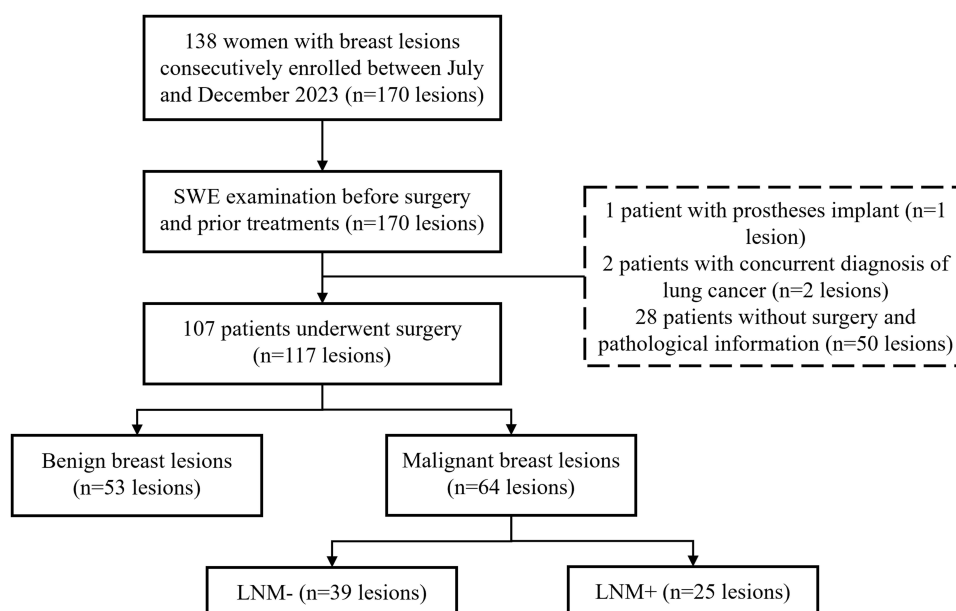 138 women with breast lesions
consecutively enrolled between July
and December 2023 (n=170 lesions)
SWE examination before surgery
and prior treatments (n=170 lesions)
1 patient with prostheses implant (n=1
lesion)
2 patients with concurrent diagnosis of
lung cancer (n=2 lesions)
28 patients without surgery and
pathological information (n=50 lesions)
107 patients underwent surgery
(n=117 lesions)
Benign breast lesions
(n=53 lesions)
Malignant breast lesions
(n=64 lesions)
LNM- (n=39 lesions)
LNM+ (n=25 lesions)